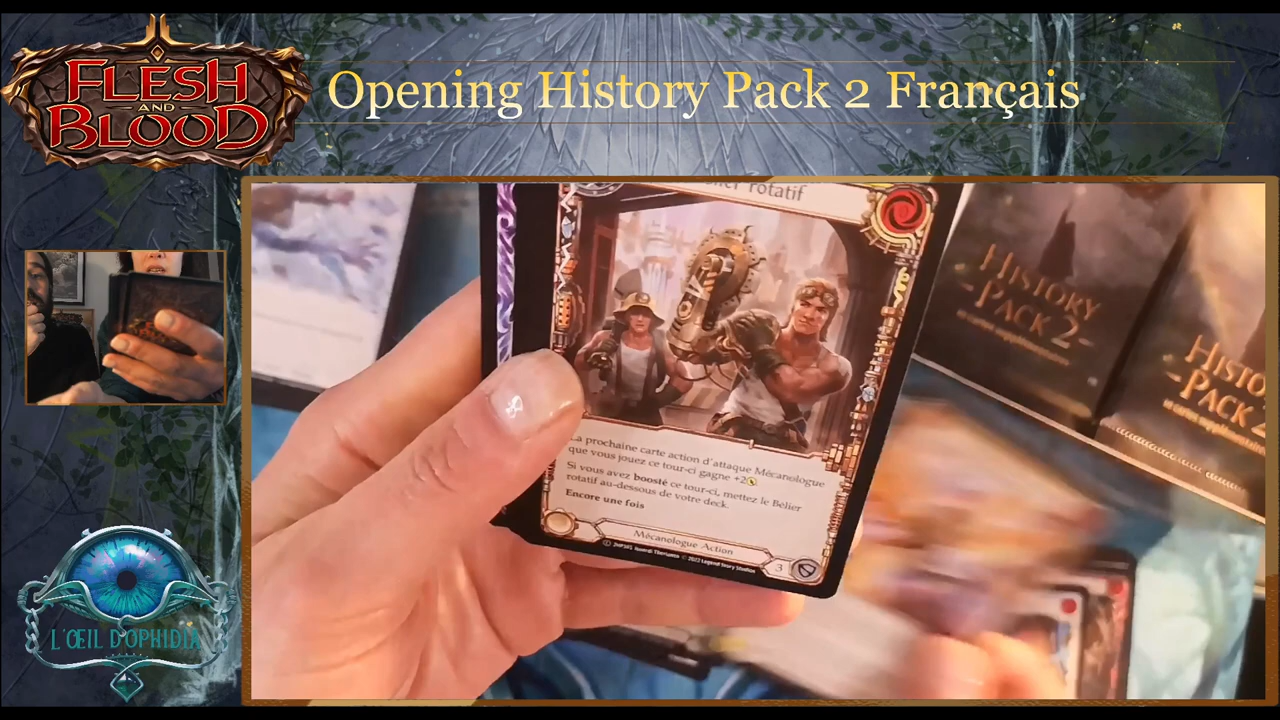 FLESH
AND
BLOOD
Opening History Pack 2 Français
rotatif
HISTORY
PACK 2
HISTO
PACK 2
La prochaine carte action d'attaque Mécanologue
que vous jouez ce tour-ci gagne +2
Si vous avez boosté ce tour-ci, mettez le Bélier
rotatif au-dessous de votre deck.
Encore une fois
Mécanologue Action
3
L'ŒIL D'OPHIDIA